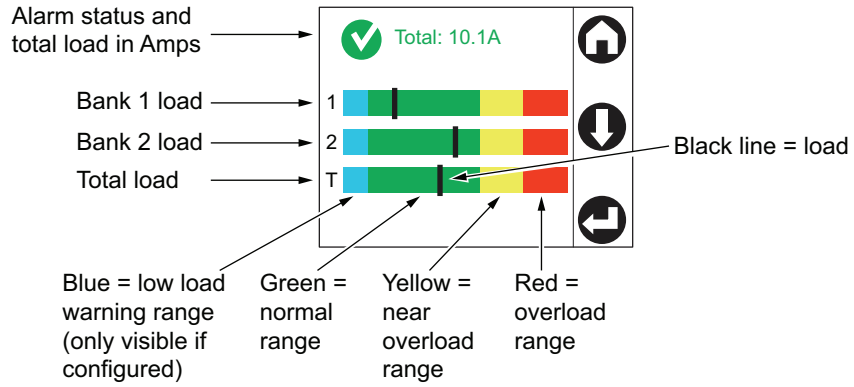 Alarm status and
total load in Amps
Total: 10.1A
Bank 1 load
1
Bank 2 load
2
Black line = load
Total load
T
Blue = low load
warning range
(only visible if
configured)
Green =
normal
range
Yellow =
near
overload
range
Red =
overload
range